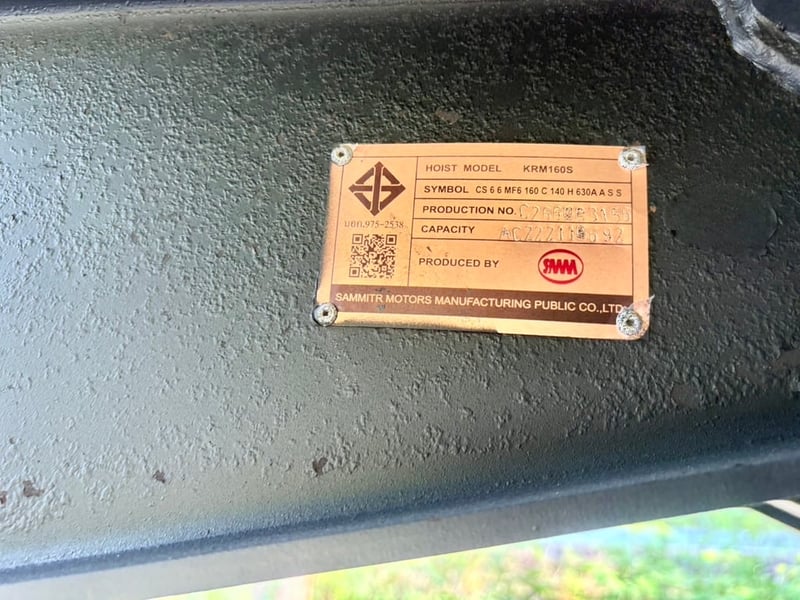 HOIST MODEL KRM160S
SYMBOL CS 6 6 MF6 160 C 140 H 630A A S S
PRODUCTION NO.
CAPACITY
มอก.975-2538
PRODUCED BY SMM
SAMMITR MOTORS MANUFACTURING PUBLIC CO.,LTD.